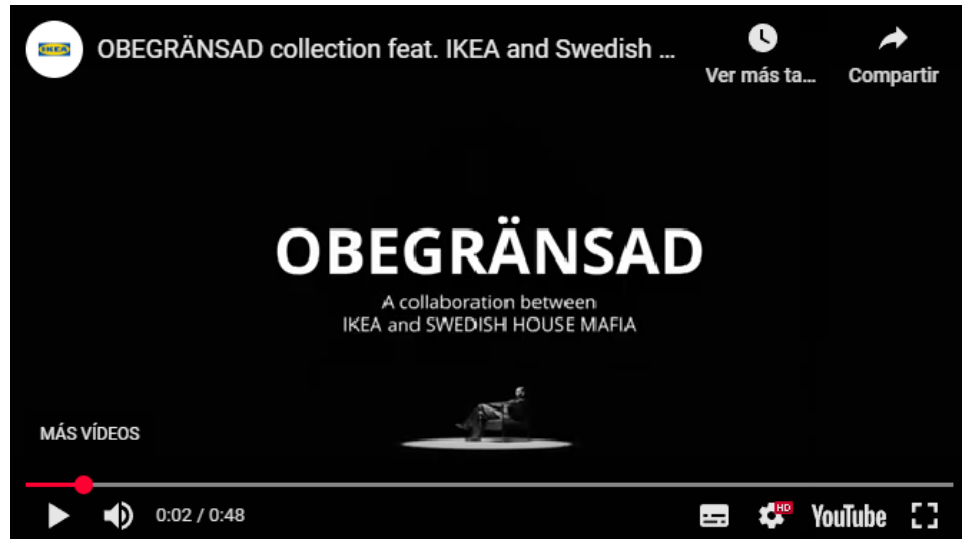 IKEA
OBEGRÄNSAD collection feat. IKEA and Swedish ...
Ver más ta...
Compartir
OBEGRÄNSAD
A collaboration between
IKEA and SWEDISH HOUSE MAFIA
MÁS VÍDEOS
0:02 / 0:48
HD
YouTube